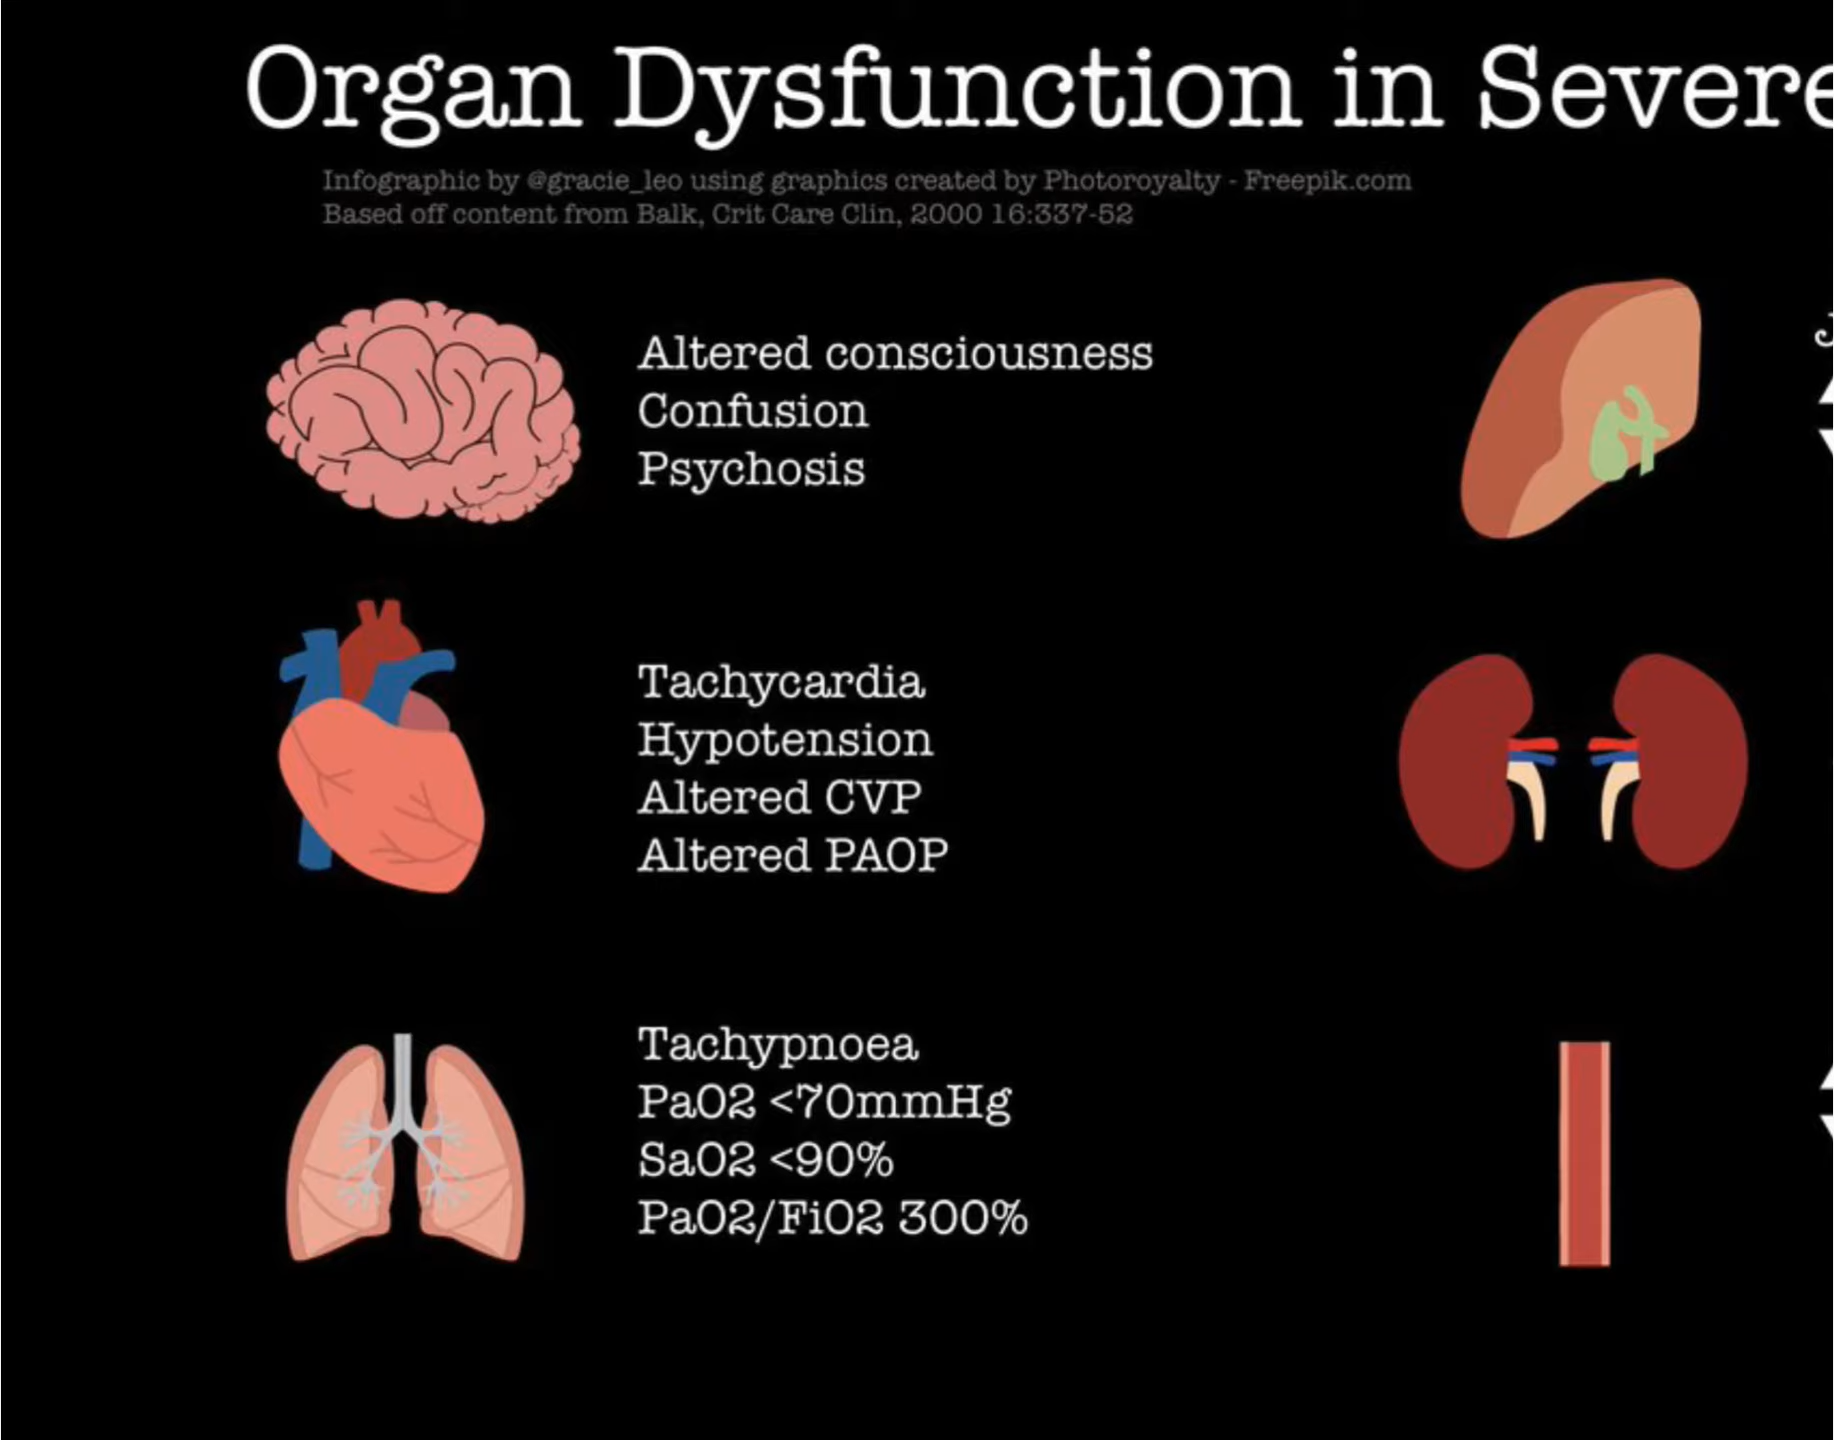 Organ Dysfunction in Severe
Infographic by @gracie_leo using graphics created by Photoroyalty - Freepik.com
Based off content from Balk, Crit Care Clin, 2000 16:337-52
Altered consciousness
Confusion
Psychosis
Tachycardia
Hypotension
Altered CVP
Altered PAOP
Tachypnoea
PaO2 <70mmHg
SaO2 <90%
PaO2/FiO2 300%